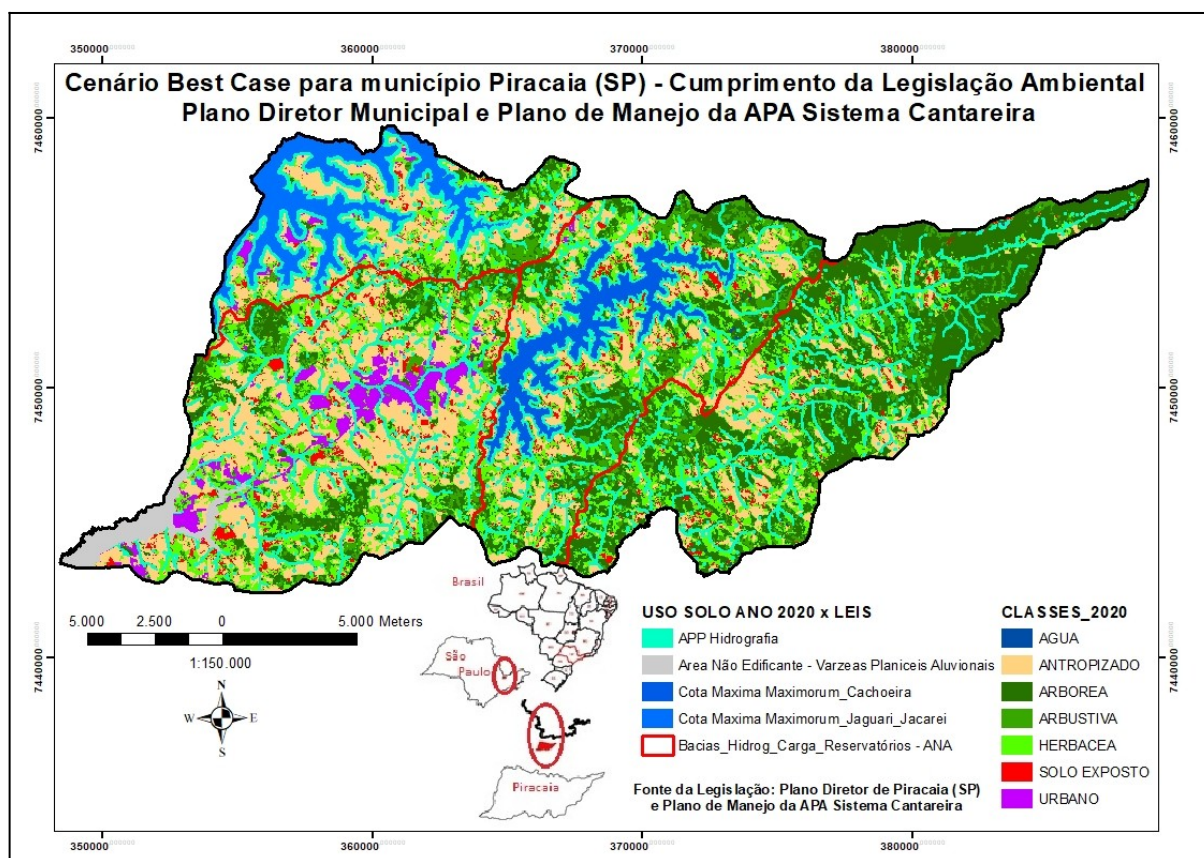 350000 360000 370000 380000
Cenário Best Case para município Piracaia (SP) - Cumprimento da Legislação Ambiental
Plano Diretor Municipal e Plano de Manejo da APA Sistema Cantareira
7460000 7460000
7450000 7450000
7440000 7440000
5.000 2.500 0 5.000 Meters
1:150.000
N
W E
S
Brasil
São
Paulo
Piracaia
USO SOLO ANO 2020 x LEIS
APP Hidrografia
Area Não Edificante - Varzeas Planiceis Aluvionais
Cota Maxima Maximorum_Cachoeira
Cota Maxima Maximorum_Jaguari_Jacarei
Bacias_Hidrog_Carga_Reservatórios - ANA
Fonte da Legislação: Plano Diretor de Piracaia (SP)
e Plano de Manejo da APA Sistema Cantareira
CLASSES_2020
AGUA
ANTROPIZADO
ARBOREA
ARBUSTIVA
HERBACEA
SOLO EXPOSTO
URBANO
350000 360000 370000 380000